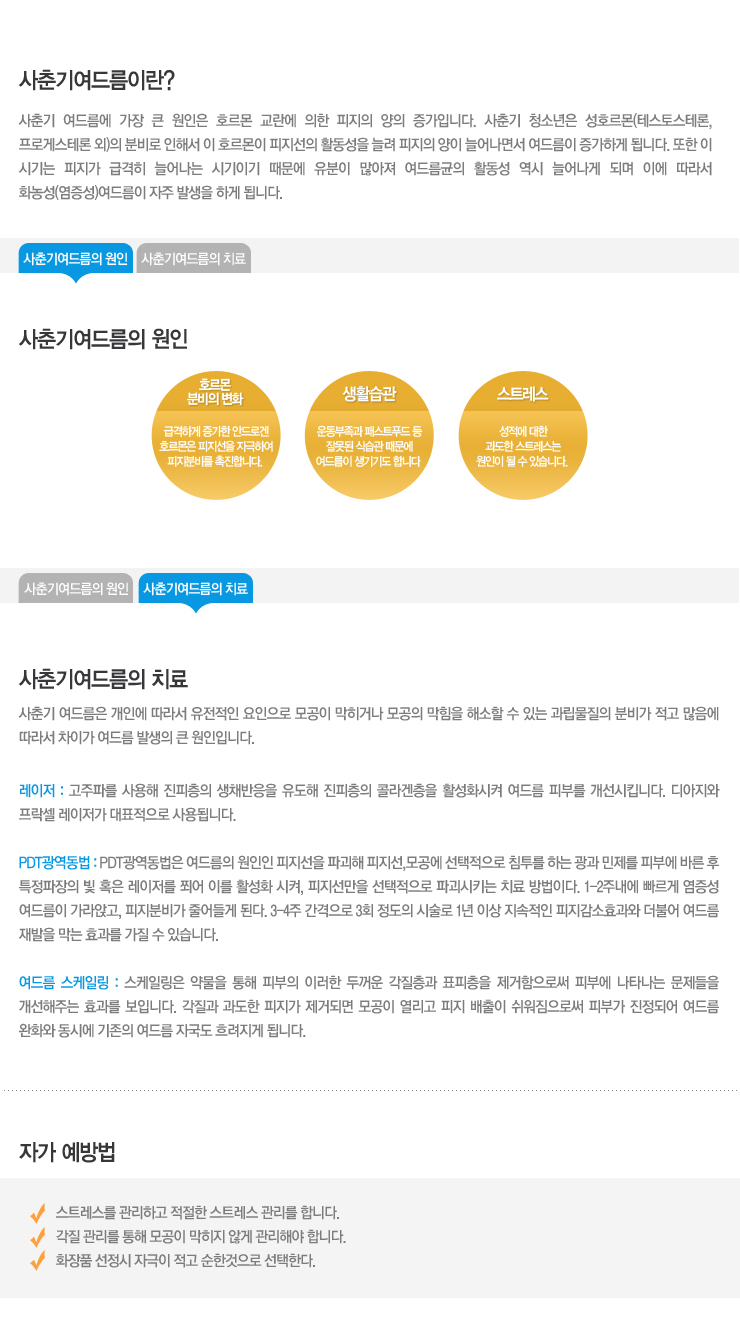 사춘기여드름이란?
사춘기 여드름에 가장 큰 원인은 호르몬 교란에 의한 피지의 양의 증가입니다. 사춘기 청소년은 성호르몬(테스토스테론,
프로게스테론 외)의 분비로 인해서 이 호르몬이 피지선의 활동성을 늘려 피지의 양이 늘어나면서 여드름이 증가하게 됩니다. 또한 이
시기는 피지가 급격히 늘어나는 시기이기 때문에 유분이 많아져 여드름균의 활동성 역시 늘어나게 되며 이에 따라서
화농성(염증성)여드름이 자주 발생을 하게 됩니다.
사춘기여드름의 원인 사춘기여드름의 치료
사춘기여드름의 원인
호르몬
분비의 변화
급격하게 증가한 안드로겐
호르몬은 피지선을 자극하여
피지분비를 촉진합니다.
생활습관
운동부족과 패스트푸드 등
잘못된 식습관 때문에
여드름이 생기기도 합니다
스트레스
성적에 대한
과도한 스트레스는
원인이 될 수 있습니다.
사춘기여드름의 원인 사춘기여드름의 치료
사춘기여드름의 치료
사춘기 여드름은 개인에 따라서 유전적인 요인으로 모공이 막히거나 모공의 막힘을 해소할 수 있는 과립물질의 분비가 적고 많음에
따라서 차이가 여드름 발생의 큰 원인입니다.
레이저 : 고주파를 사용해 진피층의 생채반응을 유도해 진피층의 콜라겐층을 활성화시켜 여드름 피부를 개선시킵니다. 디아지와
프락셀 레이저가 대표적으로 사용됩니다.
PDT광역동법 : PDT광역동법은 여드름의 원인인 피지선을 파괴해 피지선,모공에 선택적으로 침투를 하는 광과 민제를 피부에 바른 후
특정파장의 빛 혹은 레이저를 쬐어 이를 활성화 시켜, 피지선만을 선택적으로 파괴시키는 치료 방법이다. 1-2주내에 빠르게 염증성
여드름이 가라앉고, 피지분비가 줄어들게 된다. 3-4주 간격으로 3회 정도의 시술로 1년 이상 지속적인 피지감소효과와 더불어 여드름
재발을 막는 효과를 가질 수 있습니다.
여드름 스케일링 : 스케일링은 약물을 통해 피부의 이러한 두꺼운 각질층과 표피층을 제거함으로써 피부에 나타나는 문제들을
개선해주는 효과를 보입니다. 각질과 과도한 피지가 제거되면 모공이 열리고 피지 배출이 쉬워짐으로써 피부가 진정되어 여드름
완화와 동시에 기존의 여드름 자국도 흐려지게 됩니다.
자가 예방법
스트레스를 관리하고 적절한 스트레스 관리를 합니다.
각질 관리를 통해 모공이 막히지 않게 관리해야 합니다.
화장품 선정시 자극이 적고 순한것으로 선택한다.